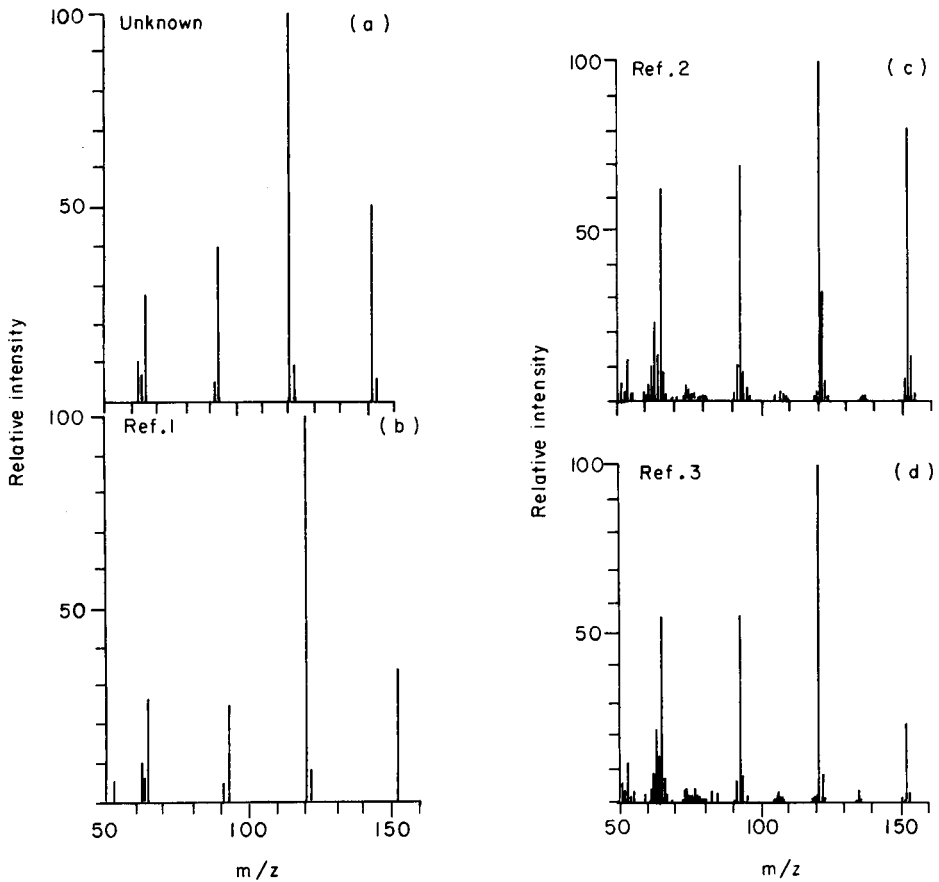 100
Unknown
(a)
50
100
Ref.1
(b)
50
50
100
150
m/z
Relative intensity
100
Ref.2
(c)
50
100
Ref.3
(d)
50
50
100
150
m/z
Relative intensity